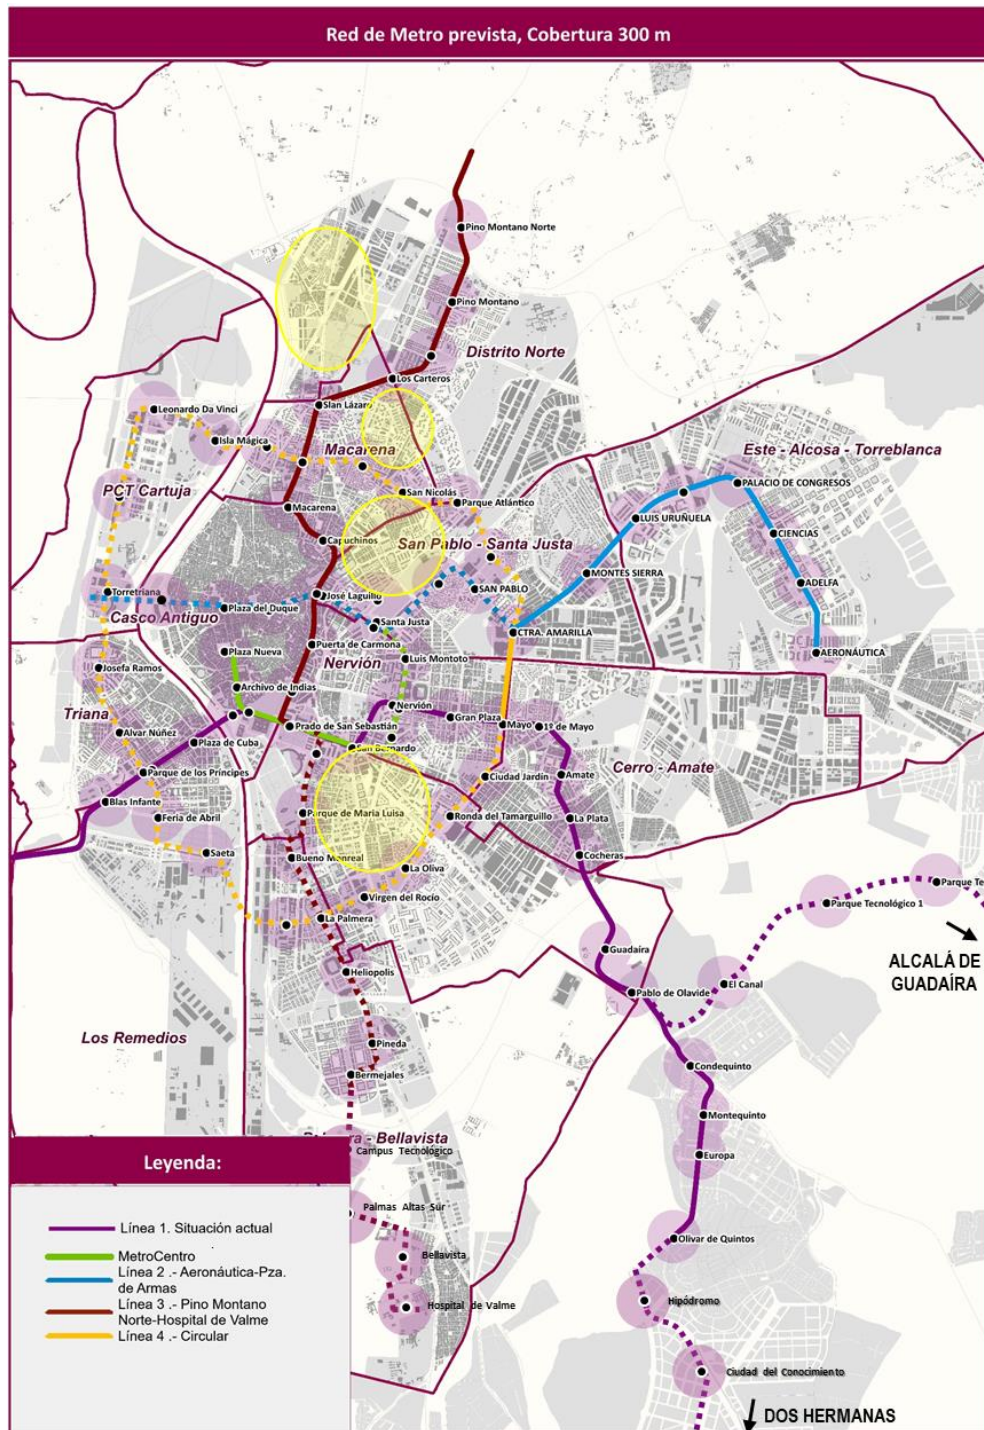 Red de Metro prevista, Cobertura 300 m
Pino Montano Norte
Pino Montano
Distrito Norte
Los Carteros
Slan Lázaro
Leonardo Da Vinci
Isla Mágica
Macarena
Este - Alcosa - Torreblanca
PALACIO DE CONGRESOS
PCT Cartuja
San Nicolás
Parque Atlántico
Macarena
LUIS URUÑUELA
CIENCIAS
Capuchinos
San Pablo - Santa Justa
MONTES SIERRA
ADELFA
Torretriana
José Laguillo
SAN PABLO
Plaza del Duque
Casco Antiguo
Santa Justa
CTRA. AMARILLA
Puerta de Carmona
Plaza Nueva
Luis Montoto
AERONÁUTICA
Josefa Ramos
Nervión
Archivo de Indias
Nervión
Triana
Gran Plaza
Mayo
1º de Mayo
Prado de San Sebastián
Alvar Núñez
Plaza de Cuba
San Bernardo
Cerro - Amate
Parque de los Príncipes
Ciudad Jardín
Amate
Blas Infante
Parque de Maria Luisa
Ronda del Tamarguillo
La Plata
Feria de Abril
Saeta
Bueno Monreal
Cocheras
La Oliva
Parque Te
Virgen del Rocío
Parque Tecnológico 1
La Palmera
Guadaíra
ALCALÁ DE
GUADAÍRA
Heliopolis
El Canal
Pablo de Olavide
Los Remedios
Pineda
Condequinto
Bermejales
Montequinto
ra - Bellavista
Campus Tecnológico
Europa
Leyenda:
Palmas Altas Sur
Línea 1. Situación actual
Olivar de Quintos
MetroCentro
Bellavista
Línea 2 .- Aeronáutica-Pza.
de Armas
Hipódromo
Línea 3 .- Pino Montano
Norte-Hospital de Valme
Hospital de Valme
Línea 4 .- Circular
Ciudad del Conocimiento
DOS HERMANAS